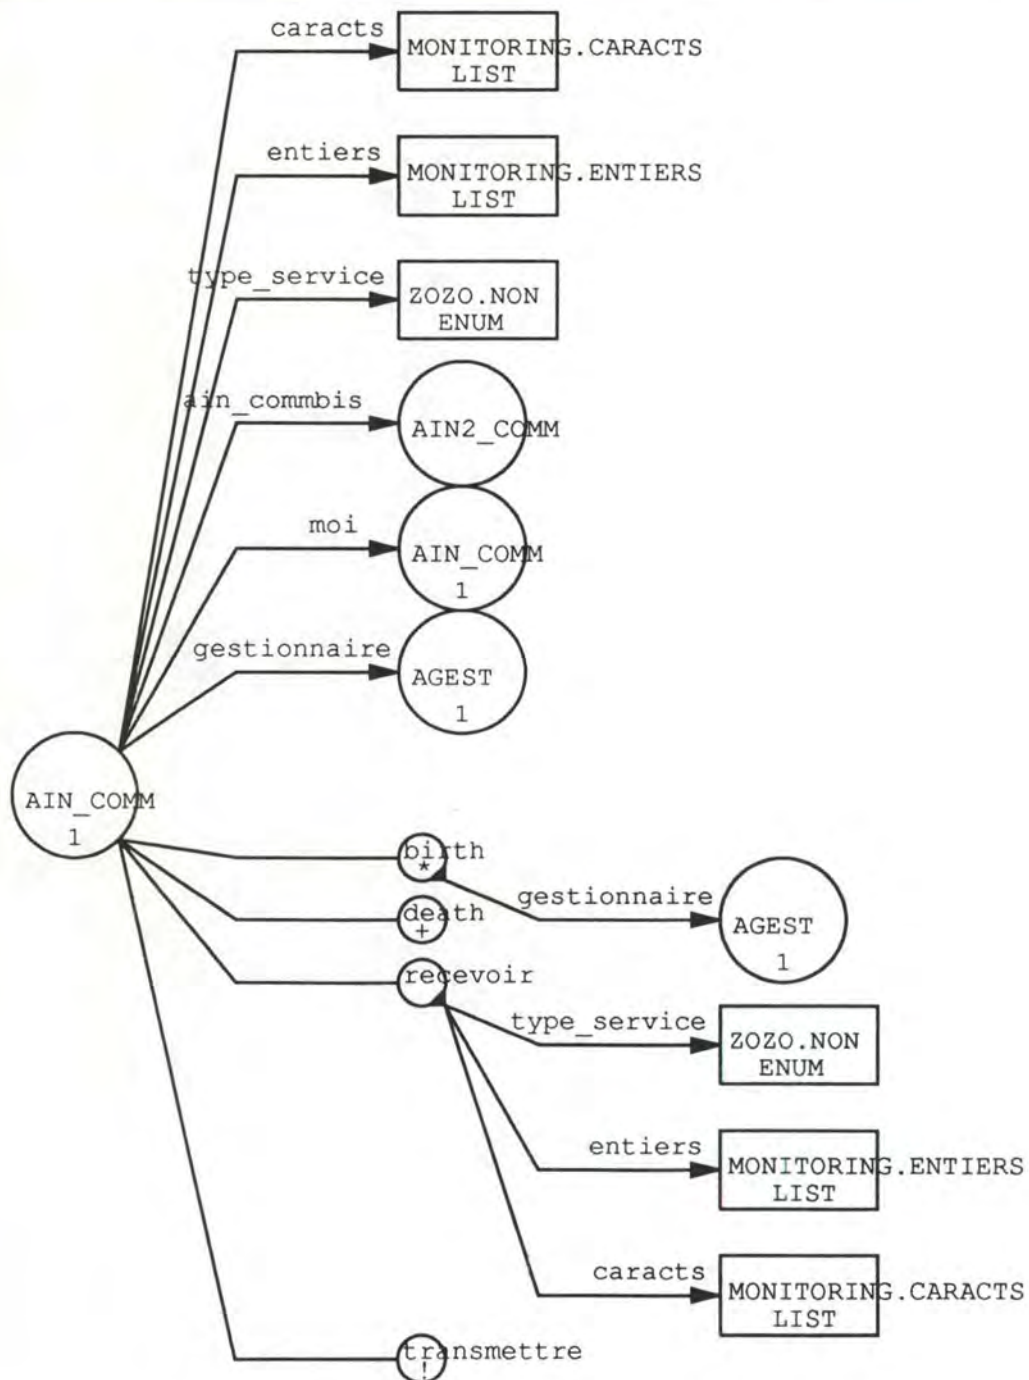 caracts
MONITORING.CARACTS
LIST
entiers
MONITORING.ENTIERS
LIST
type_service
ZOZO.NON
ENUM
ain_commbis
AIN2_COMM
moi
AIN_COMM
1
gestionnaire
AGEST
1
AIN_COMM
1
birth
*
gestionnaire
AGEST
1
death
+
recevoir
type_service
ZOZO.NON
ENUM
entiers
MONITORING.ENTIERS
LIST
caracts
MONITORING.CARACTS
LIST
transmettre
!